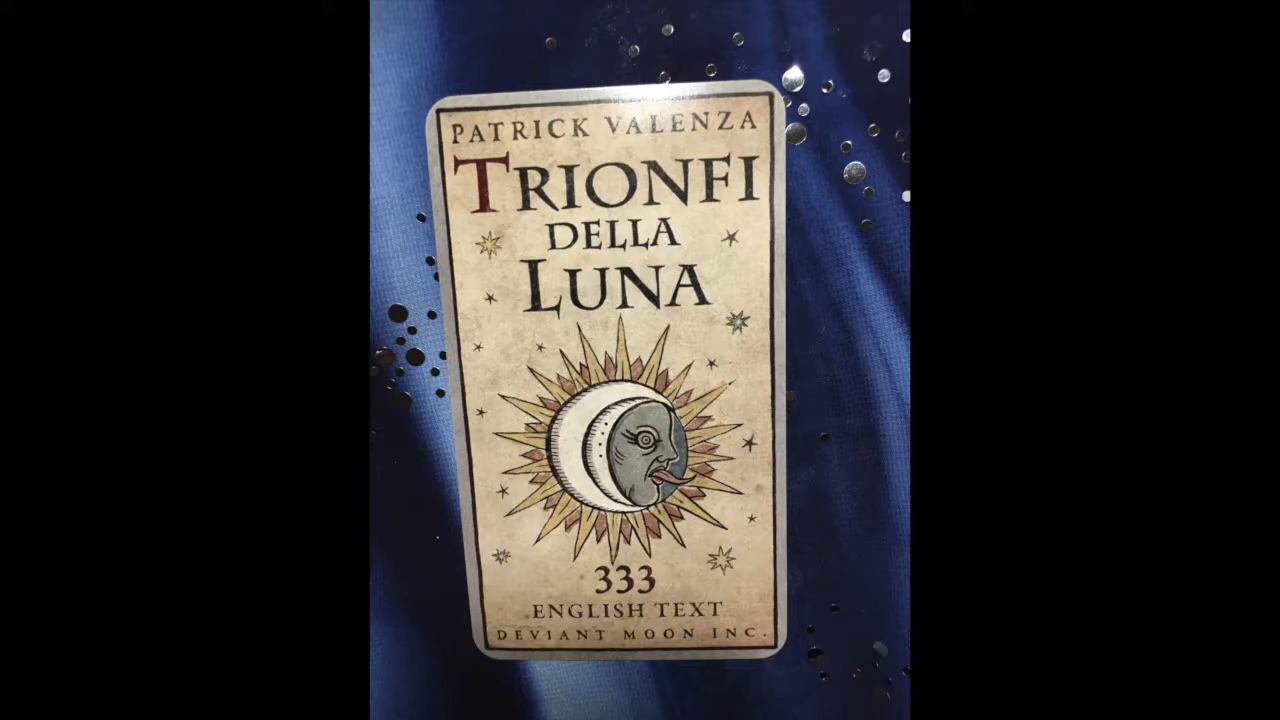 PATRICK VALENZA
TRIONFI
DELLA
LUNA
333
ENGLISH TEXT
DEVIANT MOON INC.